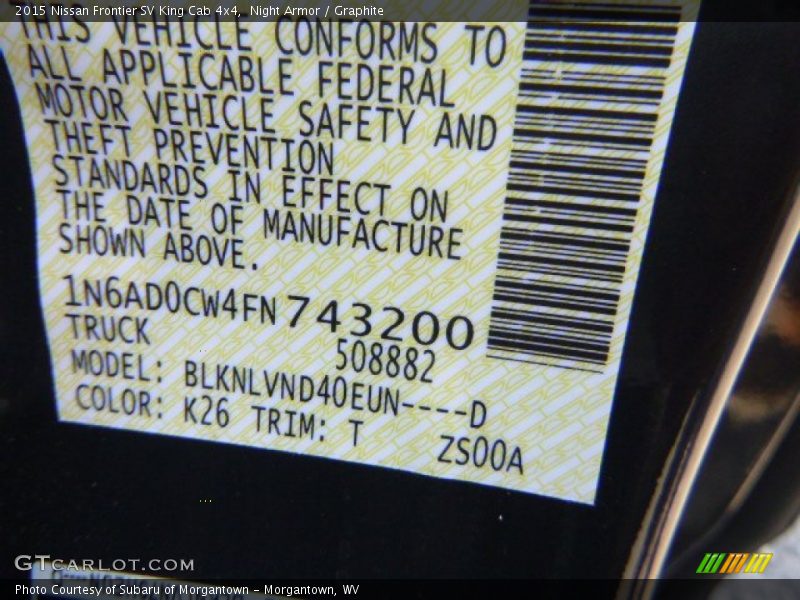 2015 Nissan Frontier SV King Cab 4x4, Night Armor / Graphite
THIS VEHICLE CONFORMS TO
ALL APPLICABLE FEDERAL
MOTOR VEHICLE SAFETY AND
THEFT PREVENTION
STANDARDS IN EFFECT ON
THE DATE OF MANUFACTURE
SHOWN ABOVE.
1N6AD0CW4FN743200
TRUCK 508882
MODEL: BLKNLVND40EUN----D
COLOR: K26 TRIM: T ZS00A
GTCARLOT.COM
Photo Courtesy of Subaru of Morgantown - Morgantown, WV